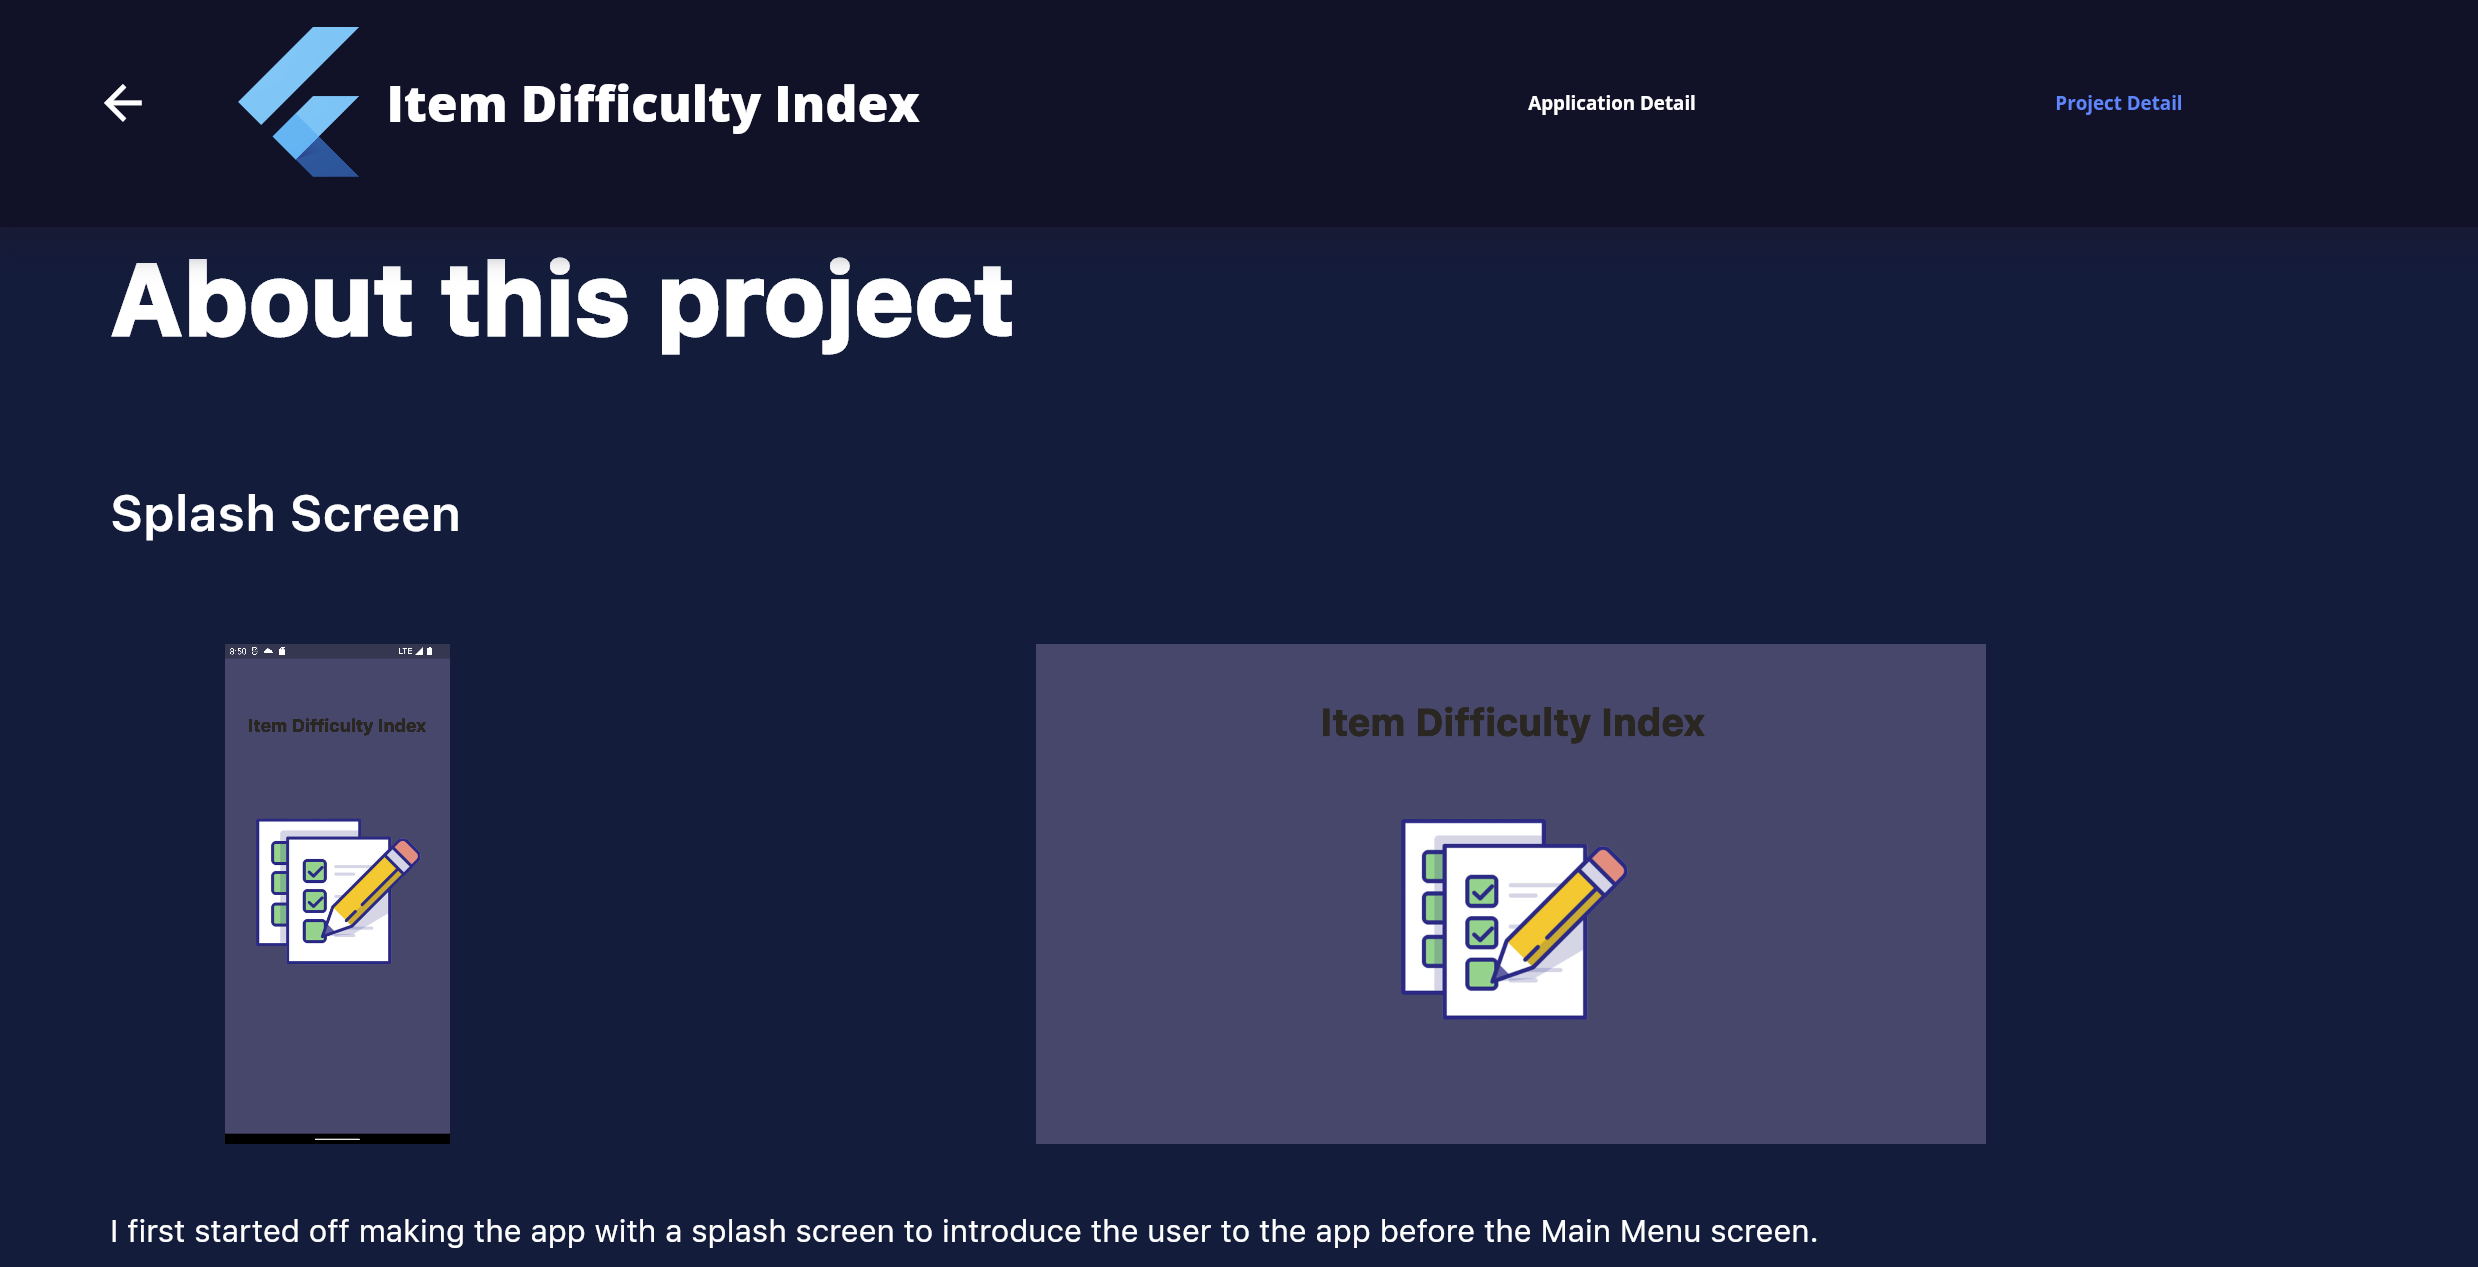 Item Difficulty Index
Application Detail
Project Detail
About this project
Splash Screen
8:50
LTE
Item Difficulty Index
Item Difficulty Index
I first started off making the app with a splash screen to introduce the user to the app before the Main Menu screen.